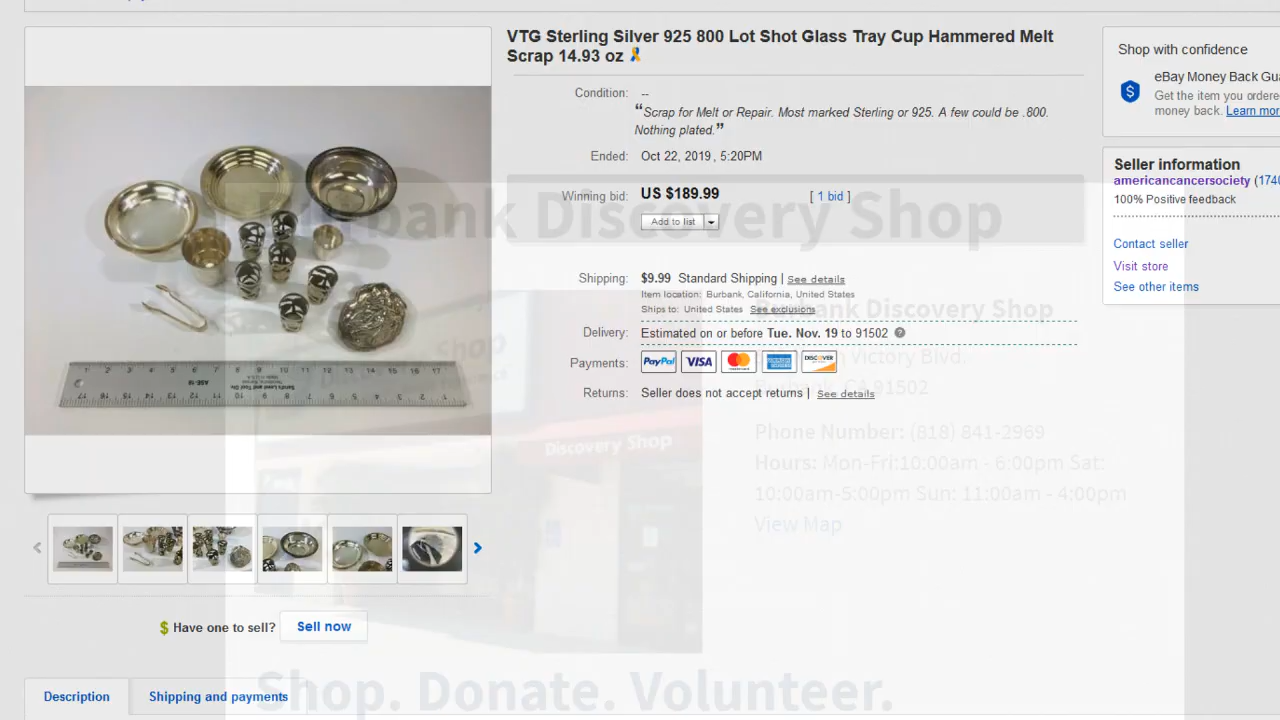 VTG Sterling Silver 925 800 Lot Shot Glass Tray Cup Hammered Melt
Scrap 14.93 oz
Condition: --
“Scrap for Melt or Repair. Most marked Sterling or 925. A few could be .800.
Nothing plated.”
Ended: Oct 22, 2019 , 5:20PM
Winning bid: US $189.99 [ 1 bid ]
Add to list
Shipping: $9.99 Standard Shipping | See details
Item location: Burbank, California, United States
Ships to: United States See exclusions
Delivery: Estimated on or before Tue. Nov. 19 to 91502
Payments: PayPal VISA MasterCard DISCOVER
Returns: Seller does not accept returns | See details
Shop with confidence
eBay Money Back Gua
Get the item you ordere
money back. Learn mor
Seller information
americancancersociety (1740
100% Positive feedback
Contact seller
Visit store
See other items
Burbank Discovery Shop
Burbank Discovery Shop
Victory Blvd.
CA 91502
Phone Number: (818) 841-2969
Hours: Mon-Fri:10:00am - 6:00pm Sat:
10:00am-5:00pm Sun: 11:00am - 4:00pm
View Map
Discovery Shop
$ Have one to sell? Sell now
Shop. Donate. Volunteer.
Description Shipping and payments